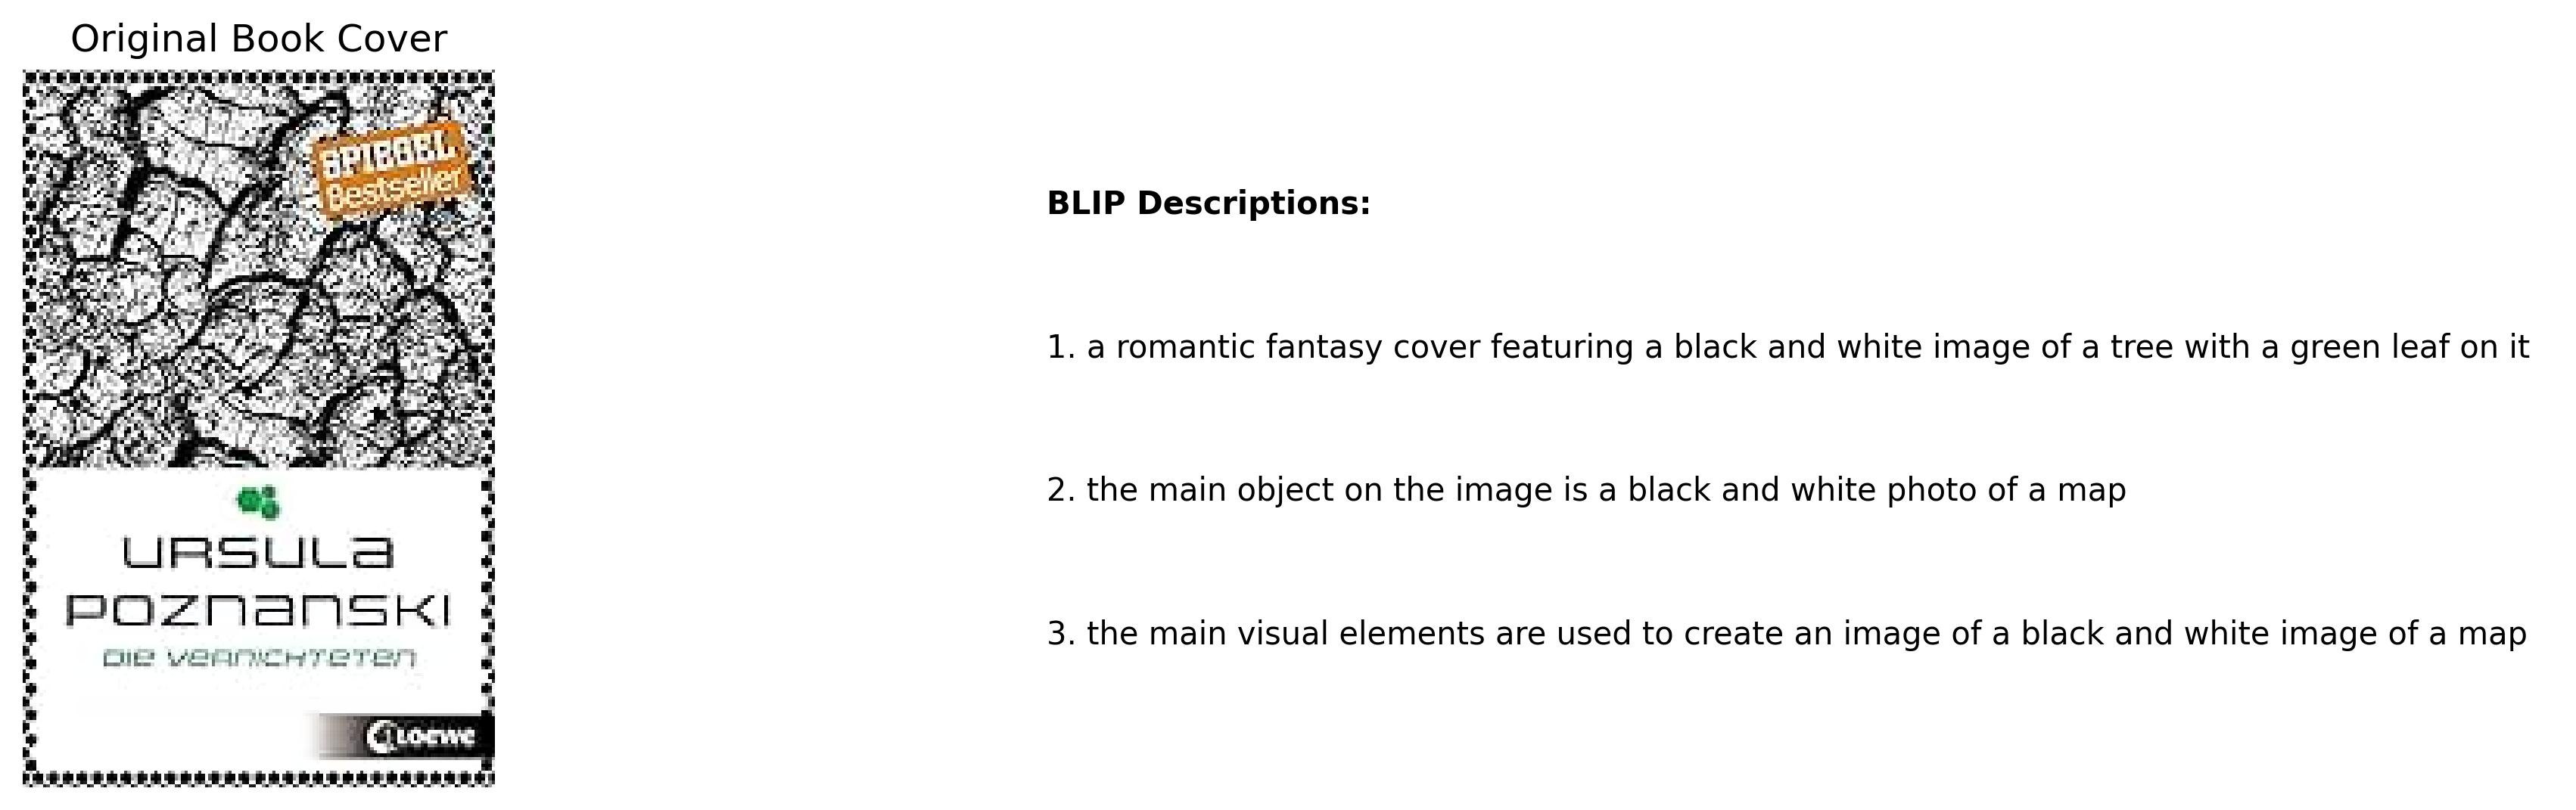 Original Book Cover
SPIEGEL
Bestseller
URSULA
POZNANSKI
DIE VERNICHTETEN
LOEWE
BLIP Descriptions:
1. a romantic fantasy cover featuring a black and white image of a tree with a green leaf on it
2. the main object on the image is a black and white photo of a map
3. the main visual elements are used to create an image of a black and white image of a map